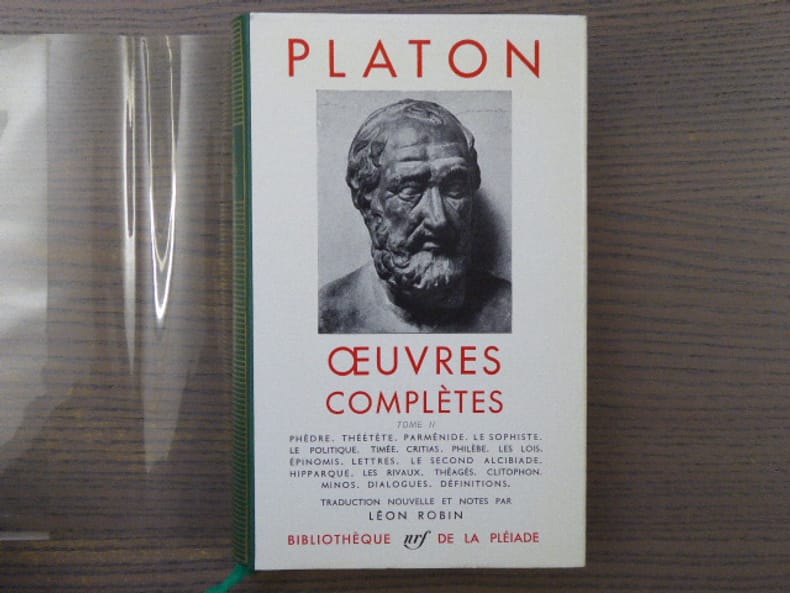 PLATON
ŒUVRES
COMPLÈTES
TOME II
PHÈDRE. THÉÉTÈTE. PARMÉNIDE. LE SOPHISTE.
LE POLITIQUE. TIMÉE. CRITIAS. PHILÈBE. LES LOIS.
ÉPINOMIS. LETTRES. LE SECOND ALCIBIADE.
HIPPARQUE. LES RIVAUX. THÉAGÈS. CLITOPHON.
MINOS. DIALOGUES. DÉFINITIONS.
TRADUCTION NOUVELLE ET NOTES PAR
LÉON ROBIN
BIBLIOTHÈQUE nrf DE LA PLÉIADE